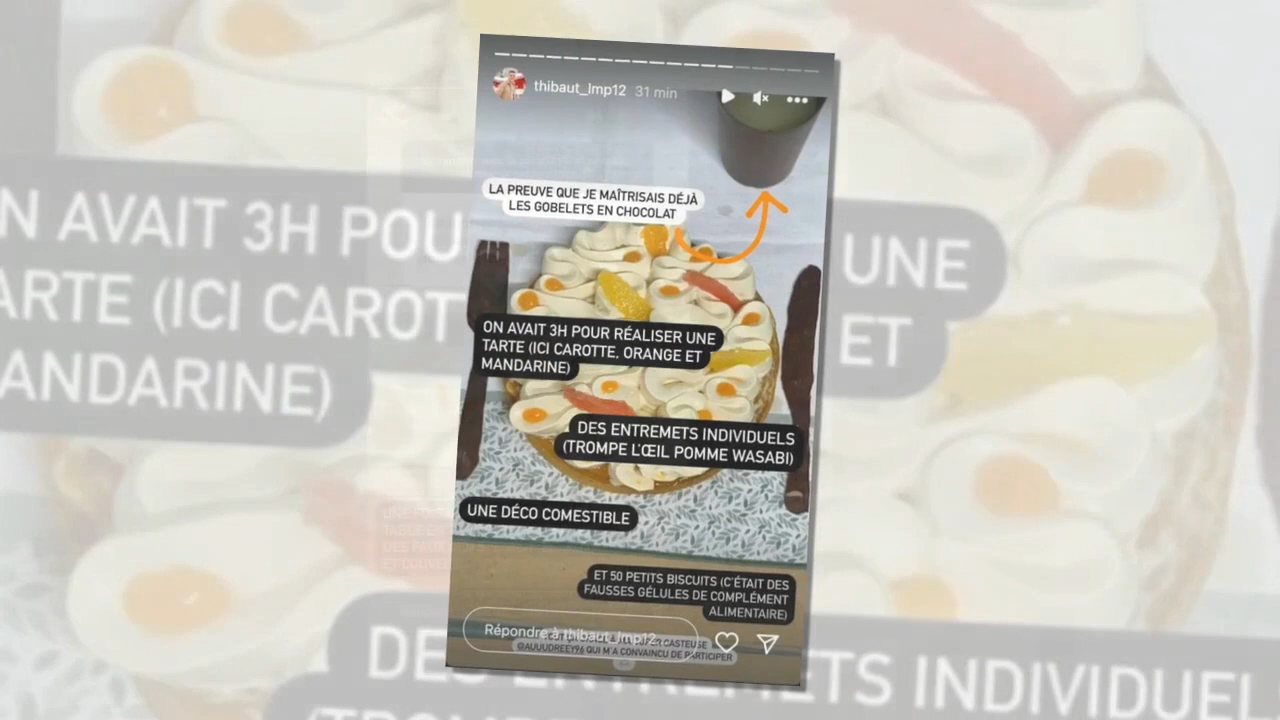 thibaut_lmp12 31 min
LA PREUVE QUE JE MAÎTRISAIS DÉJÀ
LES GOBELETS EN CHOCOLAT
ON AVAIT 3H POUR RÉALISER UNE
TARTE (ICI CAROTTE, ORANGE ET
MANDARINE)
DES ENTREMETS INDIVIDUELS
(TROMPE L'ŒIL POMME WASABI)
UNE DÉCO COMESTIBLE
ET 50 PETITS BISCUITS (C'ÉTAIT DES
FAUSSES GÉLULES DE COMPLÉMENT
ALIMENTAIRE)
Répondre à thibaut_lmp12...
CASTEUSE
@AUUUDREEY96 QUI M'A CONVAINCU DE PARTICIPER
N AVAIT 3H POU
UNE
ARTE (ICI CAROT
ET
ANDARINE)
DES ENTREMETS INDIVIDUEL